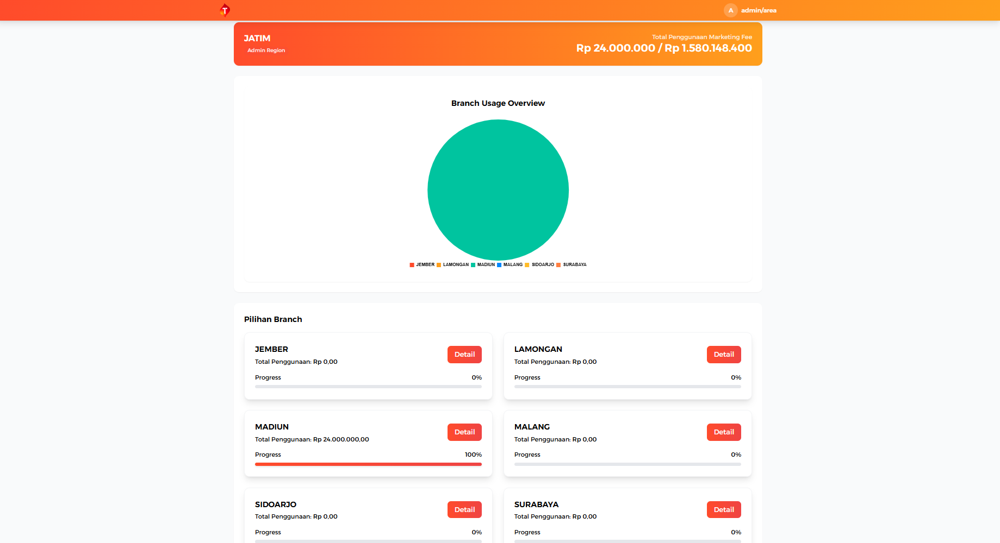 T
A admin/area
JATIM
Admin Region
Total Penggunaan Marketing Fee
Rp 24.000.000 / Rp 1.580.148.400
Branch Usage Overview
JEMBER LAMONGAN MADIUN MALANG SIDOARJO SURABAYA
Pilihan Branch
JEMBER
Total Penggunaan: Rp 0,00
Detail
Progress 0%
LAMONGAN
Total Penggunaan: Rp 0,00
Detail
Progress 0%
MADIUN
Total Penggunaan: Rp 24.000.000,00
Detail
Progress 100%
MALANG
Total Penggunaan: Rp 0,00
Detail
Progress 0%
SIDOARJO
Total Penggunaan: Rp 0,00
Detail
Progress 0%
SURABAYA
Total Penggunaan: Rp 0,00
Detail
Progress 0%